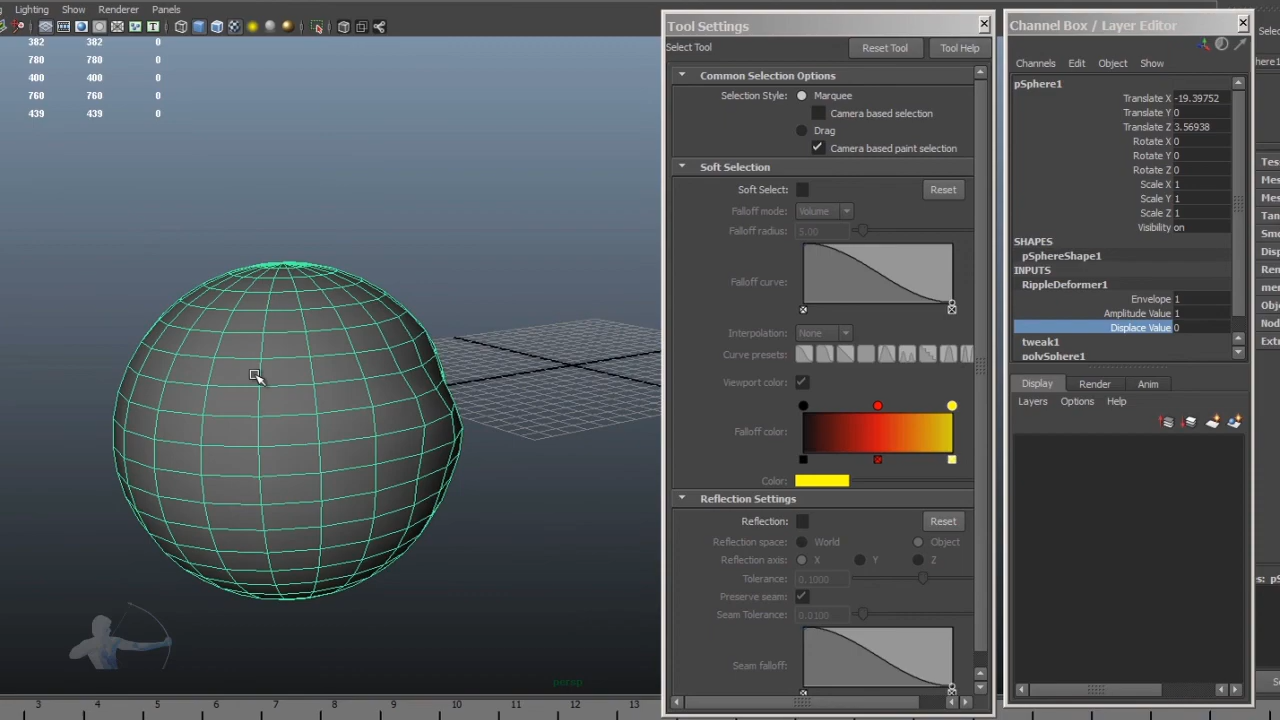 Lighting Show Renderer Panels
382 382 0
780 780 0
400 400 0
760 760 0
439 439 0
persp
3 4 5 6 7 8 9 10 11 12 13
Tool Settings
Select Tool Reset Tool Tool Help
Common Selection Options
Selection Style: Marquee
Camera based selection
Drag
Camera based paint selection
Soft Selection
Soft Select: Reset
Falloff mode: Volume
Falloff radius: 5.00
Falloff curve:
Interpolation: None
Curve presets:
Viewport color:
Falloff color:
Color:
Reflection Settings
Reflection: Reset
Reflection space: World Object
Reflection axis: X Y Z
Tolerance: 0.1000
Preserve seam:
Seam Tolerance: 0.0100
Seam falloff:
Channel Box / Layer Editor
Channels Edit Object Show
pSphere1
Translate X -19.39752
Translate Y 0
Translate Z 3.56938
Rotate X 0
Rotate Y 0
Rotate Z 0
Scale X 1
Scale Y 1
Scale Z 1
Visibility on
SHAPES
pSphereShape1
INPUTS
RippleDeformer1
Envelope 1
Amplitude Value 1
Displace Value 0
tweak1
polySphere1
Display Render Anim
Layers Options Help